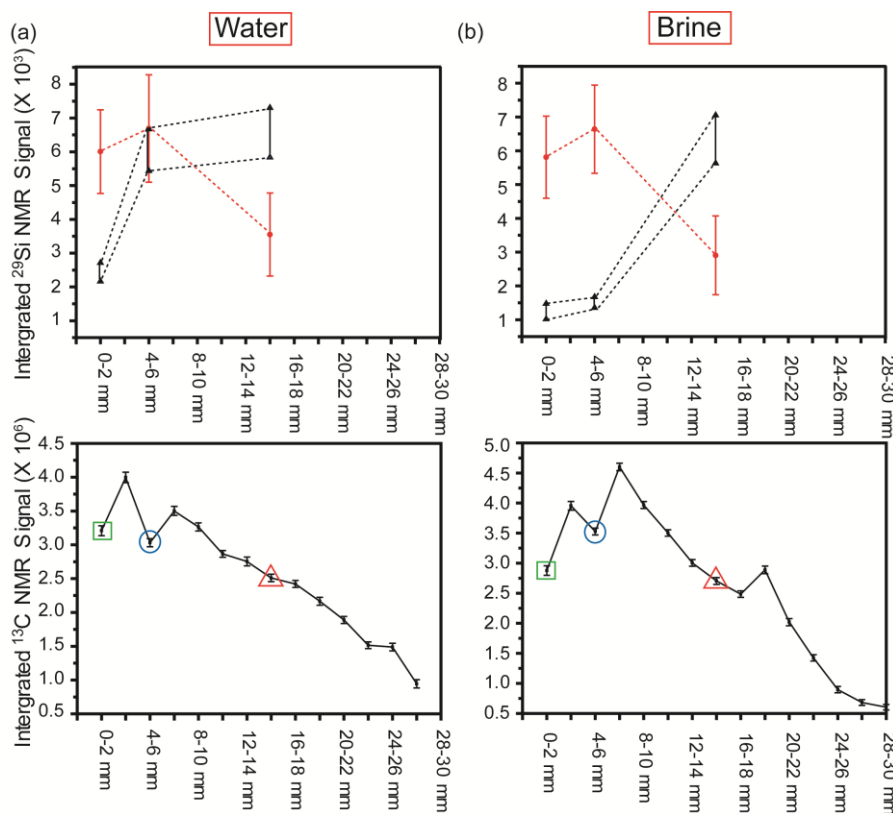 (a)
Water
(b)
Brine
Intergrated ²⁹Si NMR Signal (X 10³)
8
7
6
5
4
3
2
1
0-2 mm
4-6 mm
8-10 mm
12-14 mm
16-18 mm
20-22 mm
24-26 mm
28-30 mm
8
7
6
5
4
3
2
1
0-2 mm
4-6 mm
8-10 mm
12-14 mm
16-18 mm
20-22 mm
24-26 mm
28-30 mm
Intergrated ¹³C NMR Signal (X 10⁶)
4.5
4.0
3.5
3.0
2.5
2.0
1.5
1.0
0.5
0-2 mm
4-6 mm
8-10 mm
12-14 mm
16-18 mm
20-22 mm
24-26 mm
28-30 mm
5.0
4.5
4.0
3.5
3.0
2.5
2.0
1.5
1.0
0.5
0-2 mm
4-6 mm
8-10 mm
12-14 mm
16-18 mm
20-22 mm
24-26 mm
28-30 mm